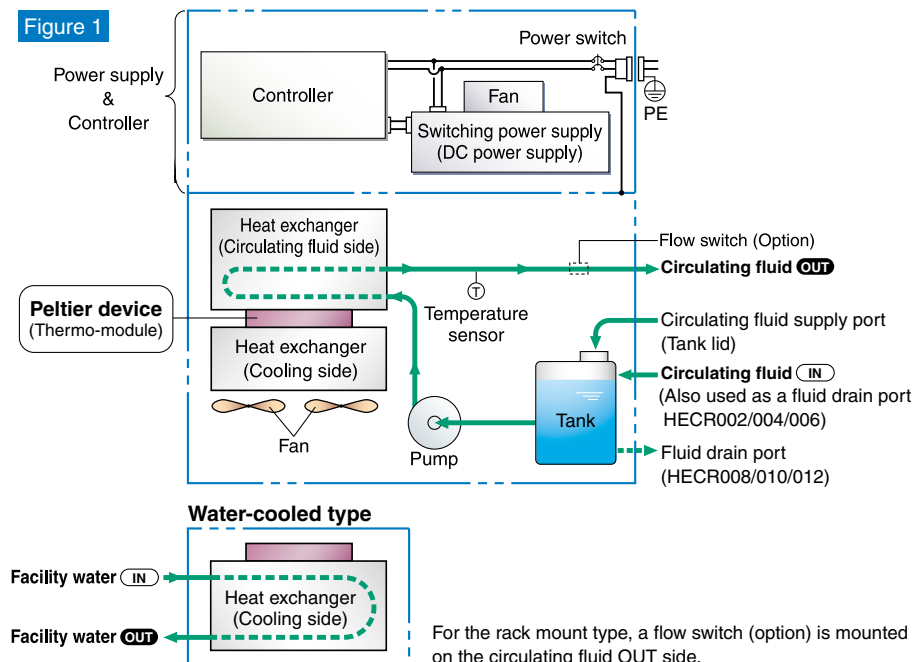 Figure 1
Power supply
&
Controller
Controller
Power switch
Fan
PE
Switching power supply
(DC power supply)
Heat exchanger
(Circulating fluid side)
Flow switch (Option)
Circulating fluid OUT
T
Temperature
sensor
Peltier device
(Thermo-module)
Heat exchanger
(Cooling side)
Fan
Pump
Tank
Circulating fluid supply port
(Tank lid)
Circulating fluid IN
(Also used as a fluid drain port
HECR002/004/006)
Fluid drain port
(HECR008/010/012)
Water-cooled type
Facility water IN
Heat exchanger
(Cooling side)
Facility water OUT
For the rack mount type, a flow switch (option) is mounted
on the circulating fluid OUT side.